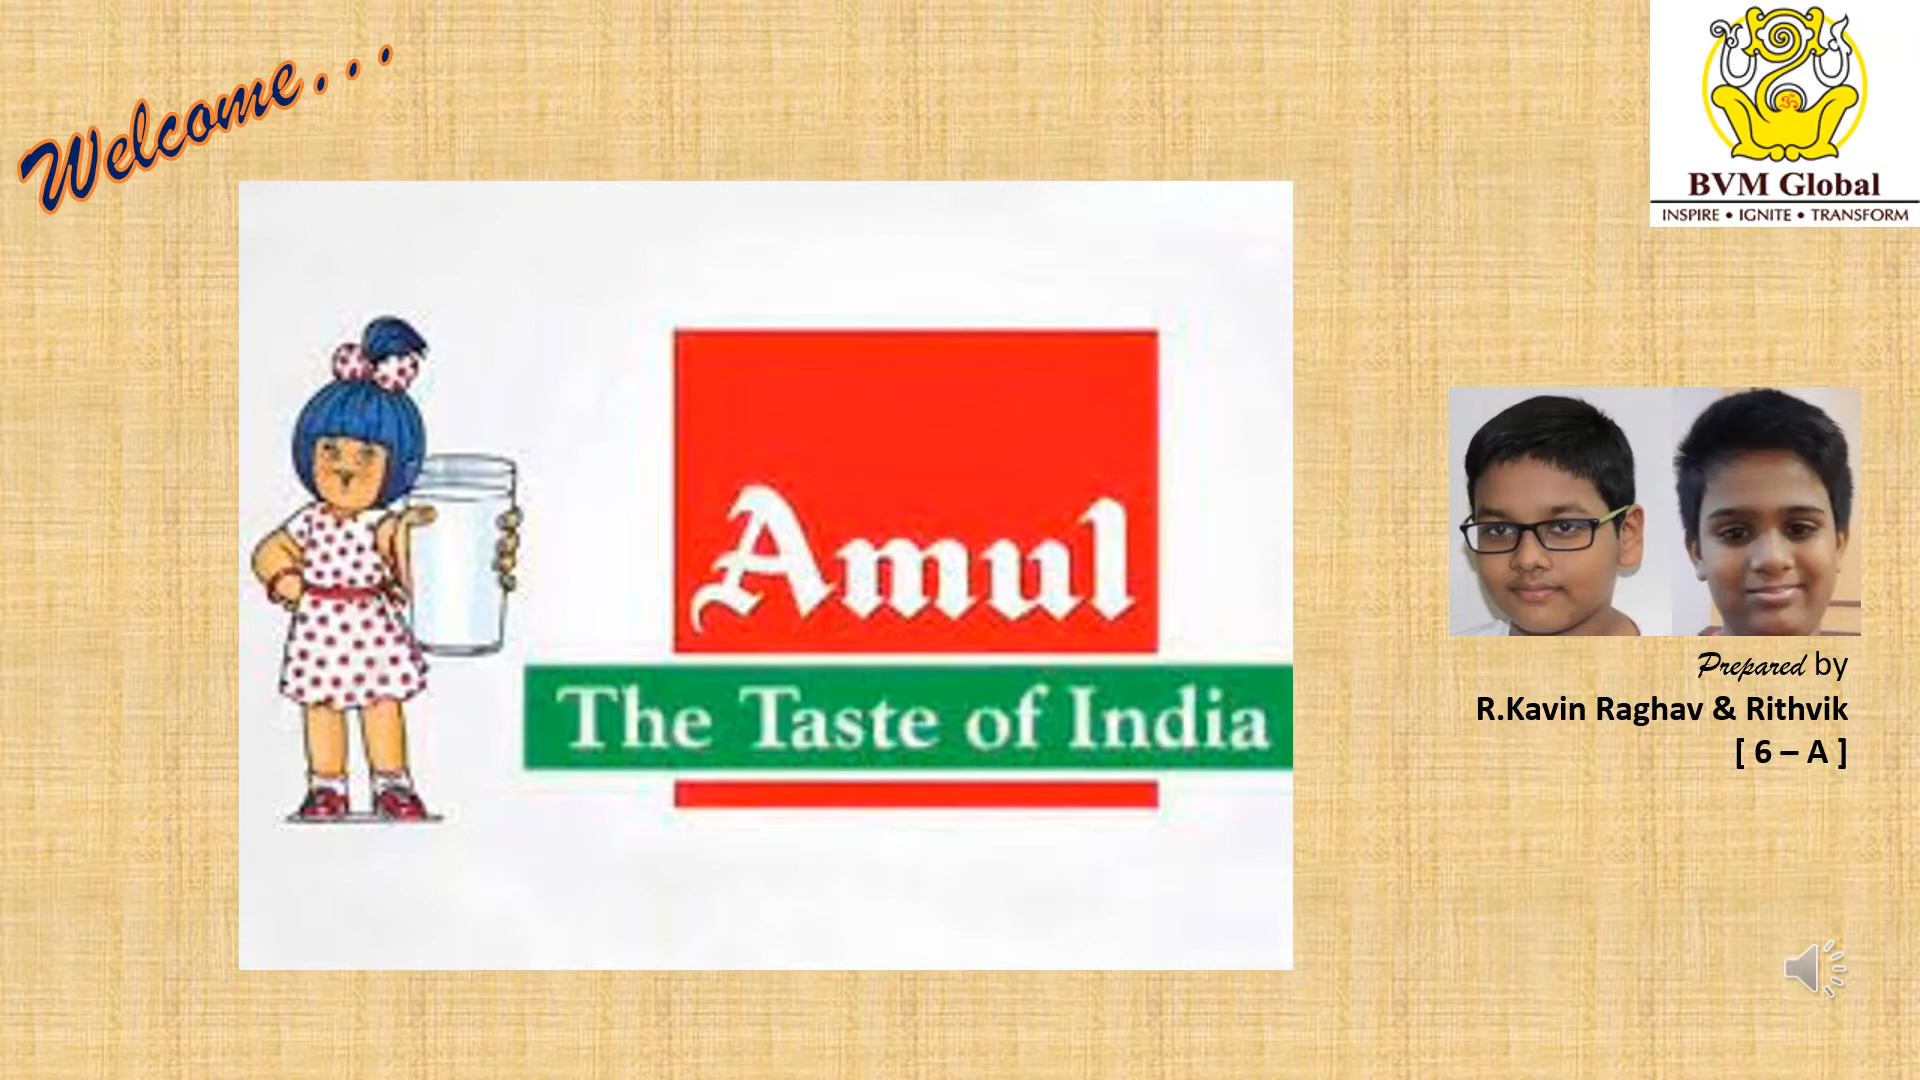 Welcome...
BVM Global
INSPIRE • IGNITE • TRANSFORM
Amul
The Taste of India
Prepared by
R.Kavin Raghav & Rithvik
[ 6 – A ]